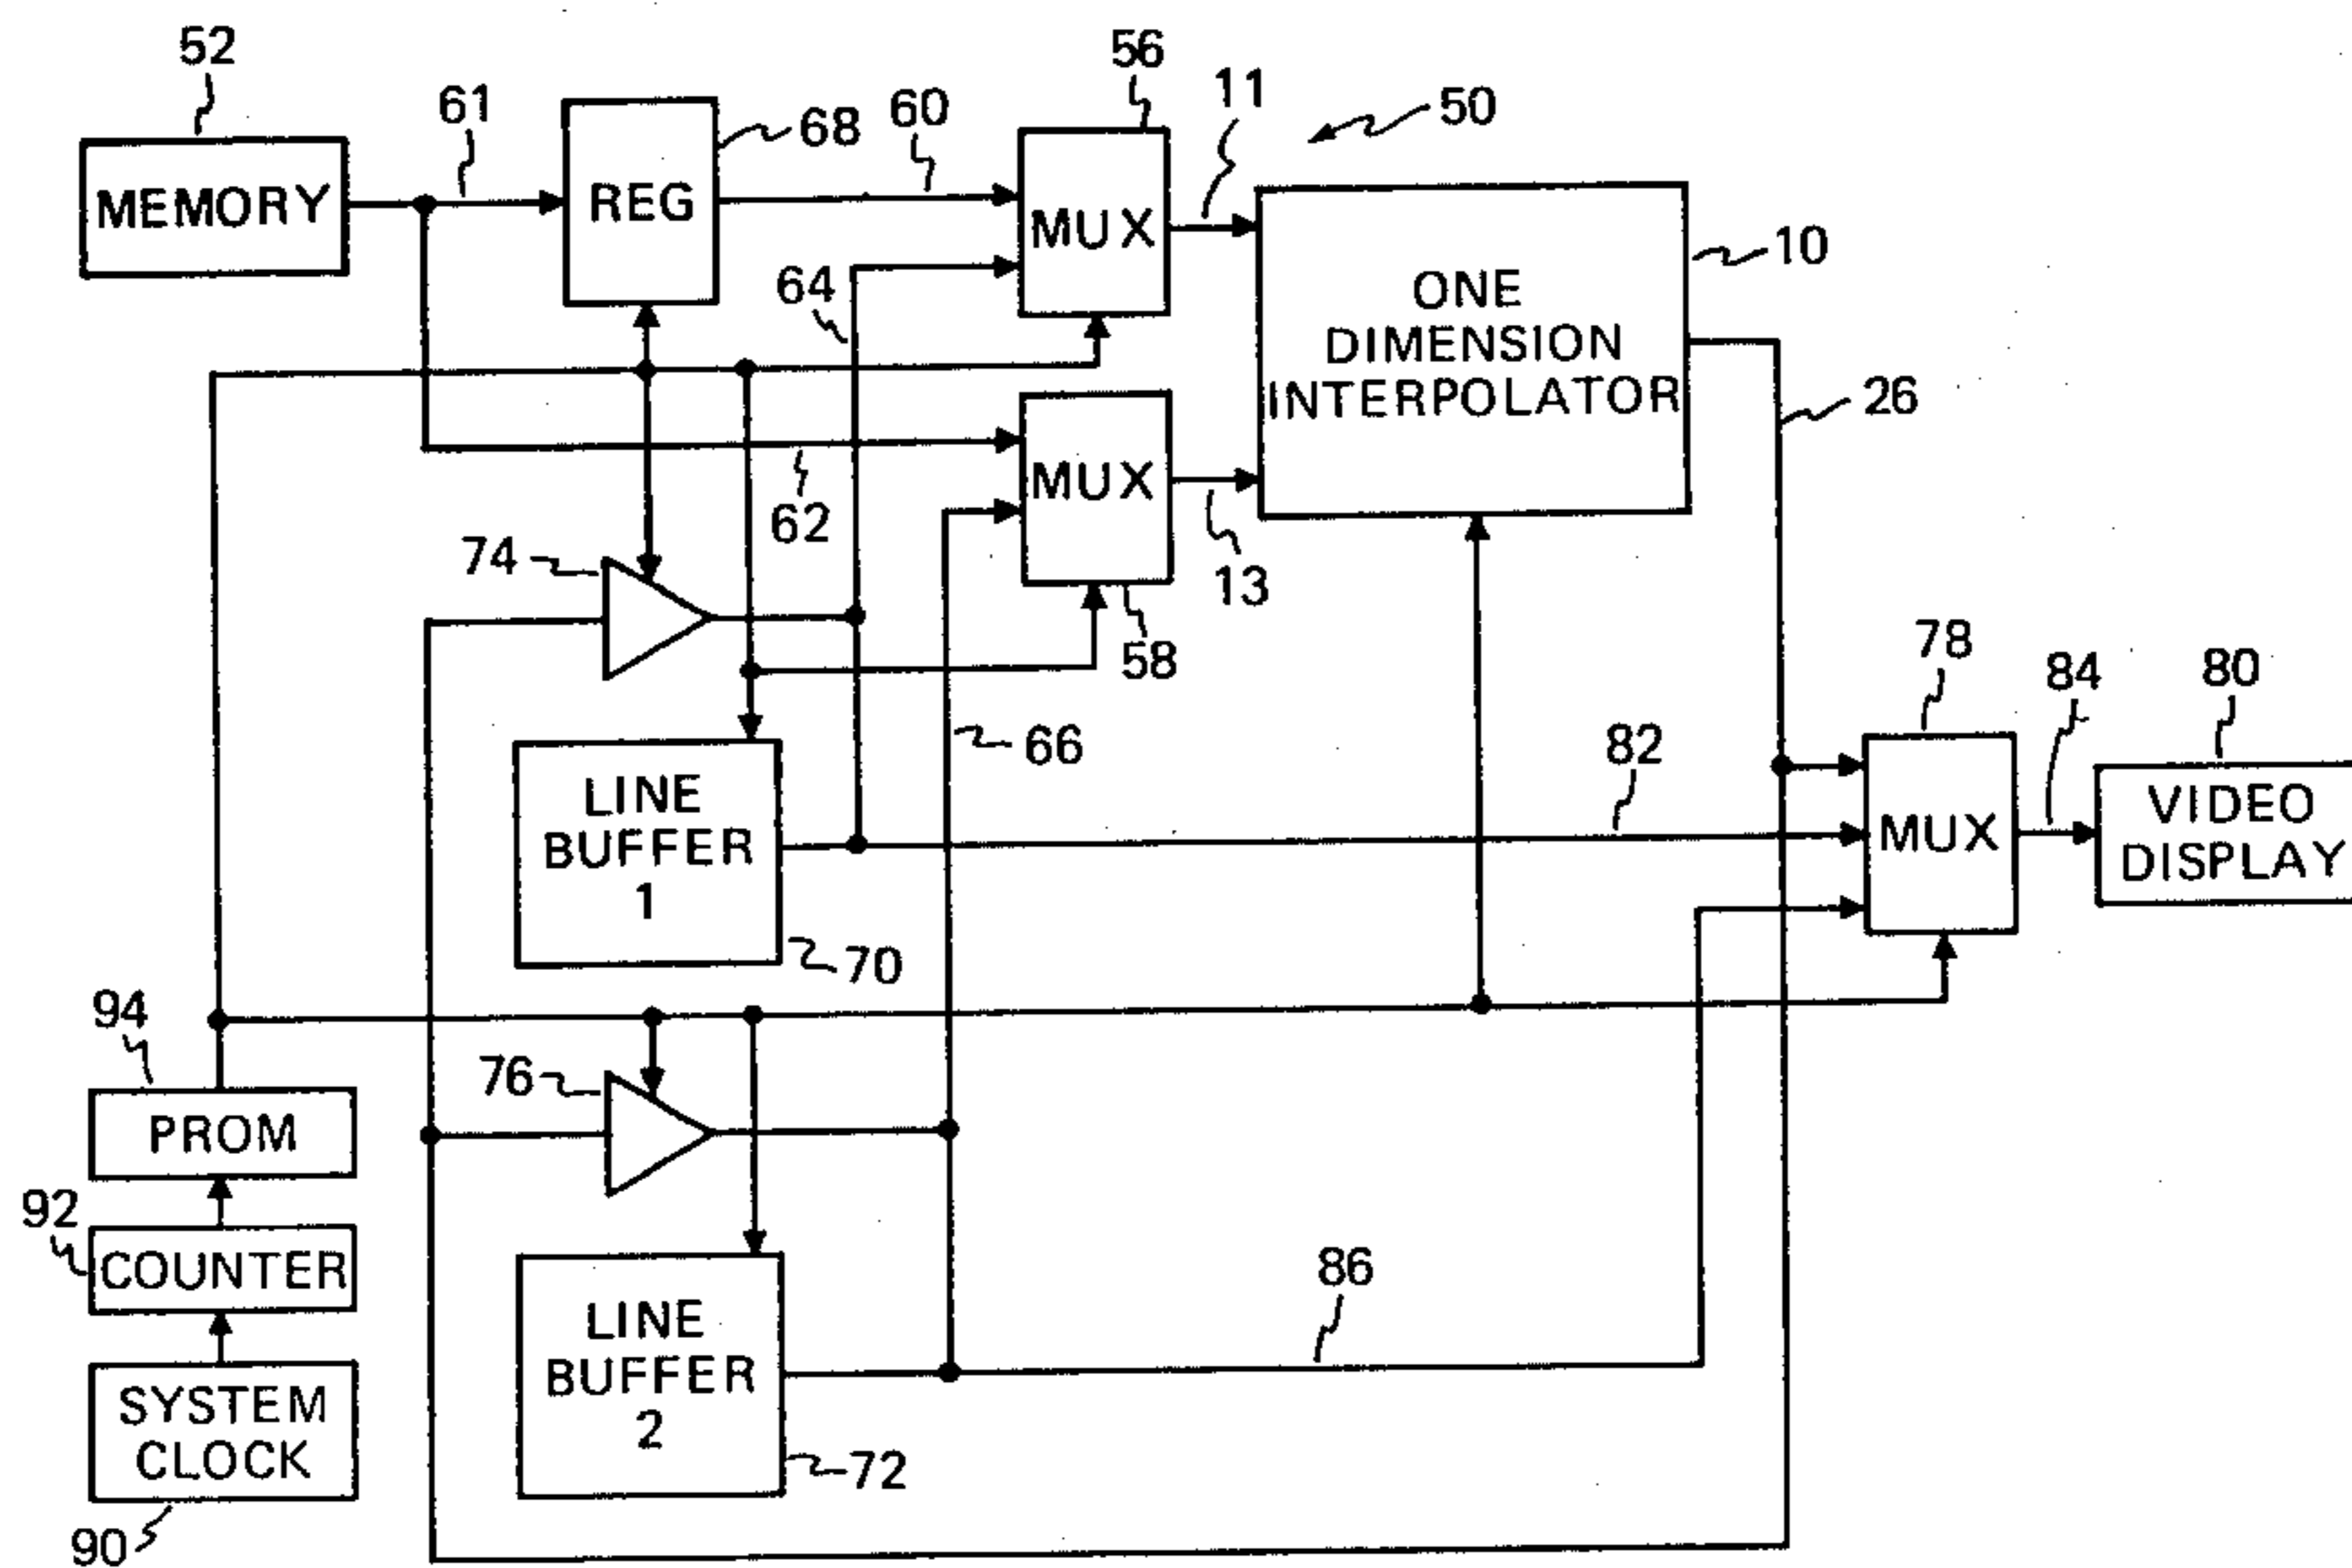 52
61
68
60
56
11
50
MEMORY
REG
MUX
ONE
DIMENSION
INTERPOLATOR
10
64
26
62
MUX
13
58
74
66
LINE
BUFFER
1
70
82
78
84
80
MUX
VIDEO
DISPLAY
94
PROM
76
92
COUNTER
86
SYSTEM
CLOCK
90
LINE
BUFFER
2
72